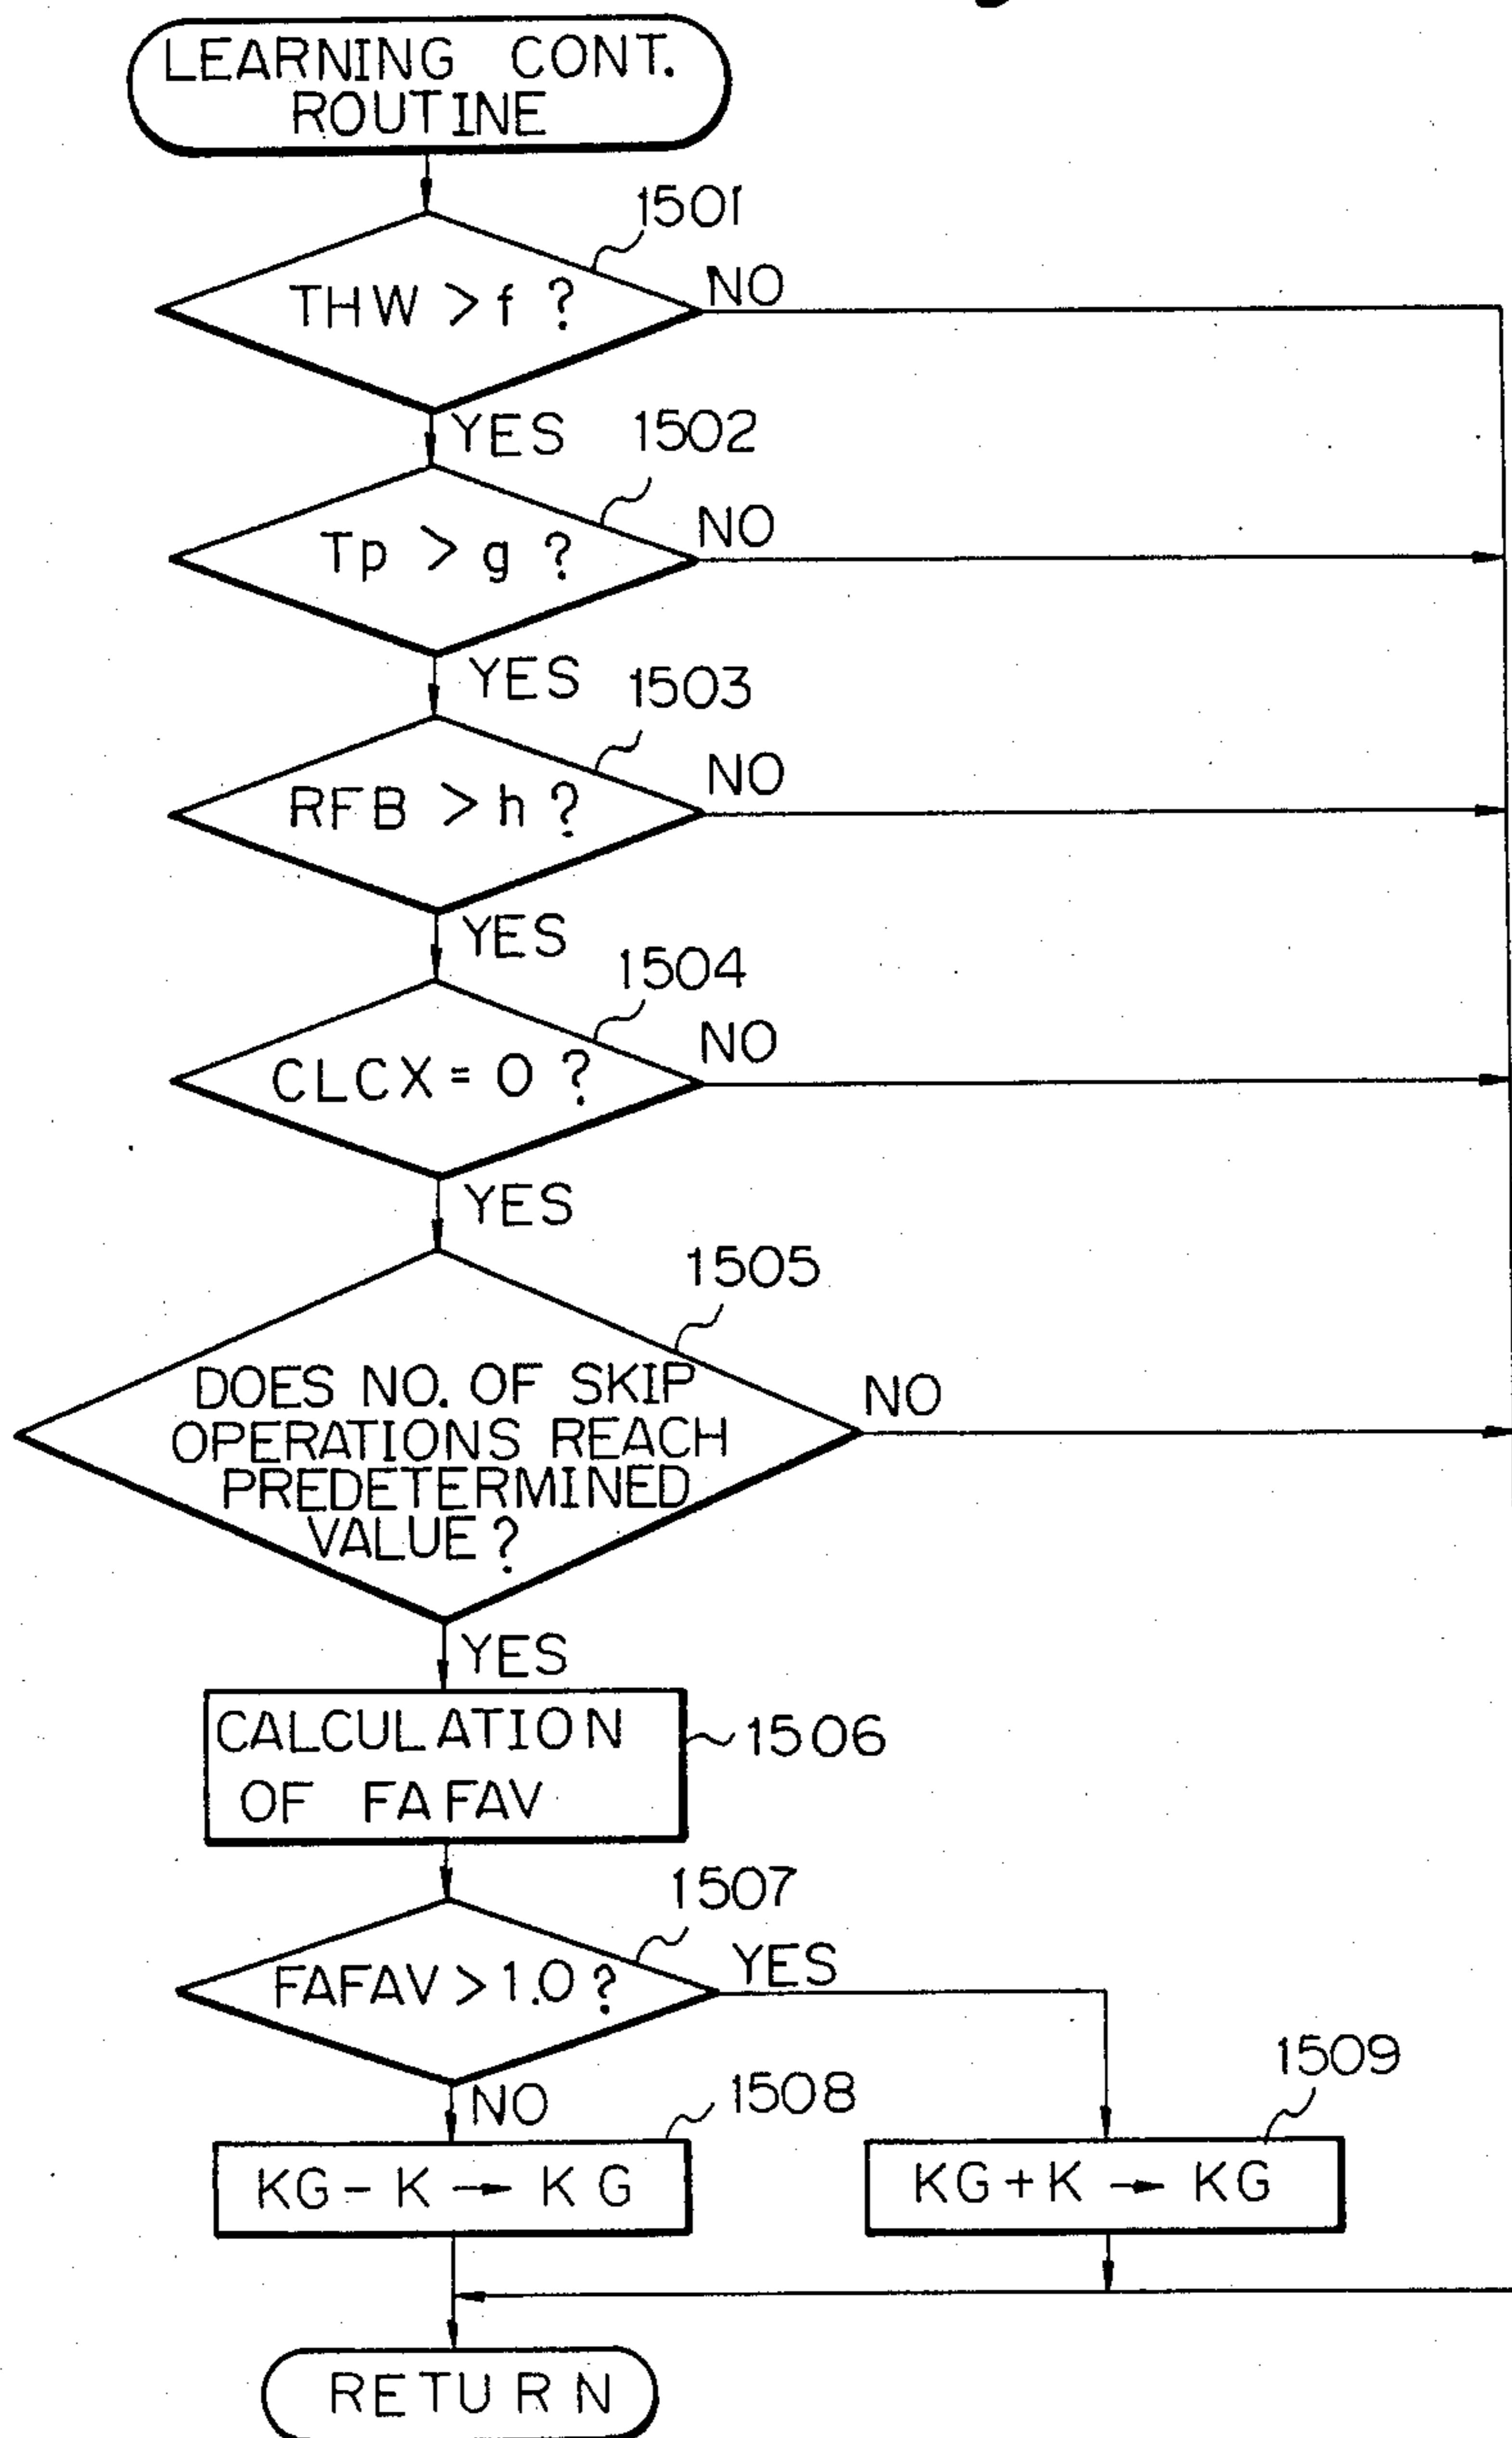 LEARNING CONT.
ROUTINE
1501
THW > f ?
NO
YES
1502
Tp > g ?
NO
YES
1503
RFB > h ?
NO
YES
1504
CLCX = 0 ?
NO
YES
1505
DOES NO. OF SKIP
OPERATIONS REACH
PREDETERMINED
VALUE ?
NO
YES
CALCULATION
OF FAFAV
1506
1507
FAFAV > 1.0 ?
YES
NO
1508
KG - K → KG
1509
KG + K → KG
RETURN